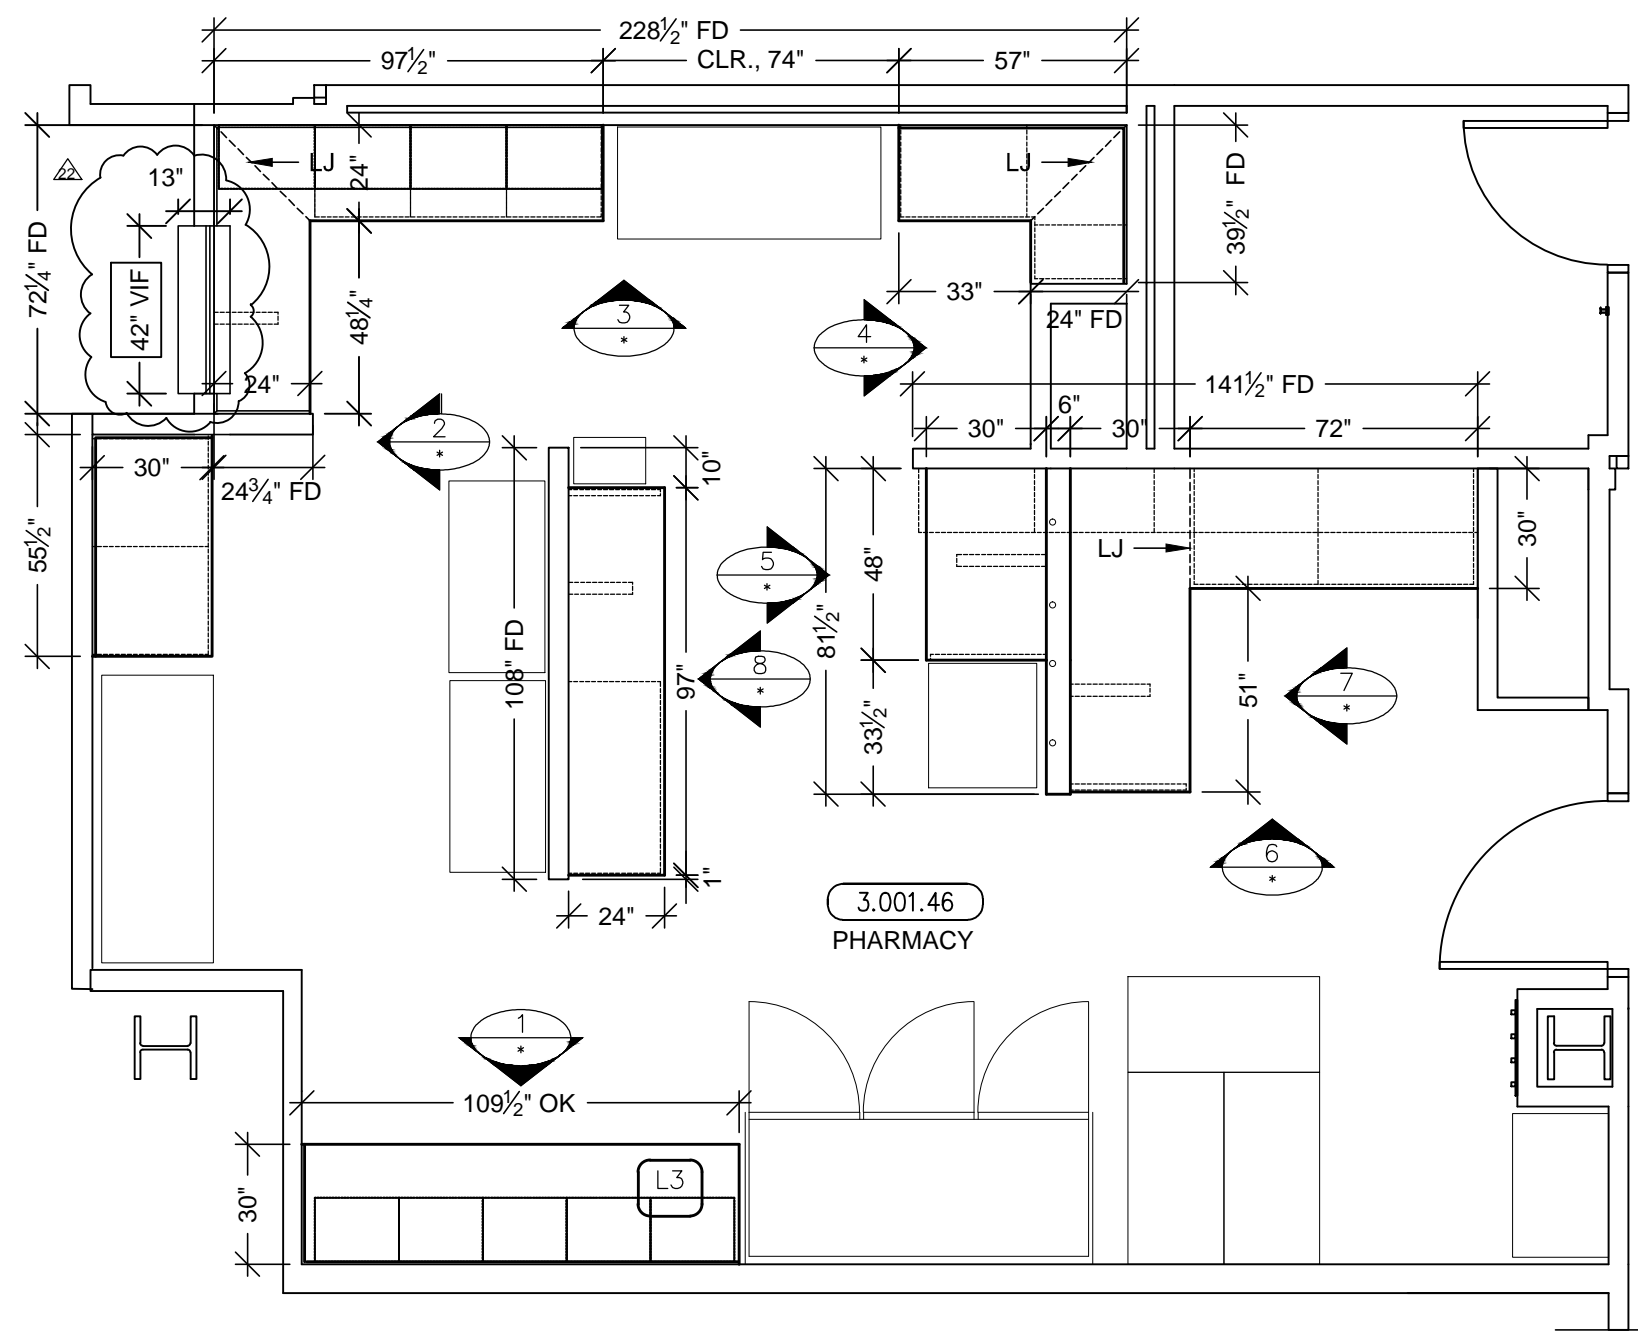 228½" FD
97½"
CLR., 74"
57"
22
13"
LJ
24"
LJ
39½" FD
72¼" FD
42" VIF
48¼"
3
*
33"
24" FD
4
*
24"
141½" FD
6"
2
*
30"
30"
72"
30"
24¾" FD
10"
55½"
5
*
48"
LJ
30"
108" FD
81½"
8
*
97"
7
*
51"
33½"
6
*
1"
24"
3.001.46
PHARMACY
1
*
109½" OK
L3
30"